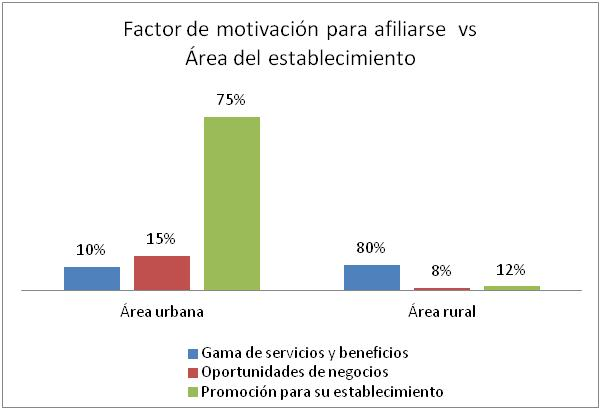 Factor de motivación para afiliarse vs
Área del establecimiento
75%
10%
15%
80%
8%
12%
Área urbana
Área rural
Gama de servicios y beneficios
Oportunidades de negocios
Promoción para su establecimiento